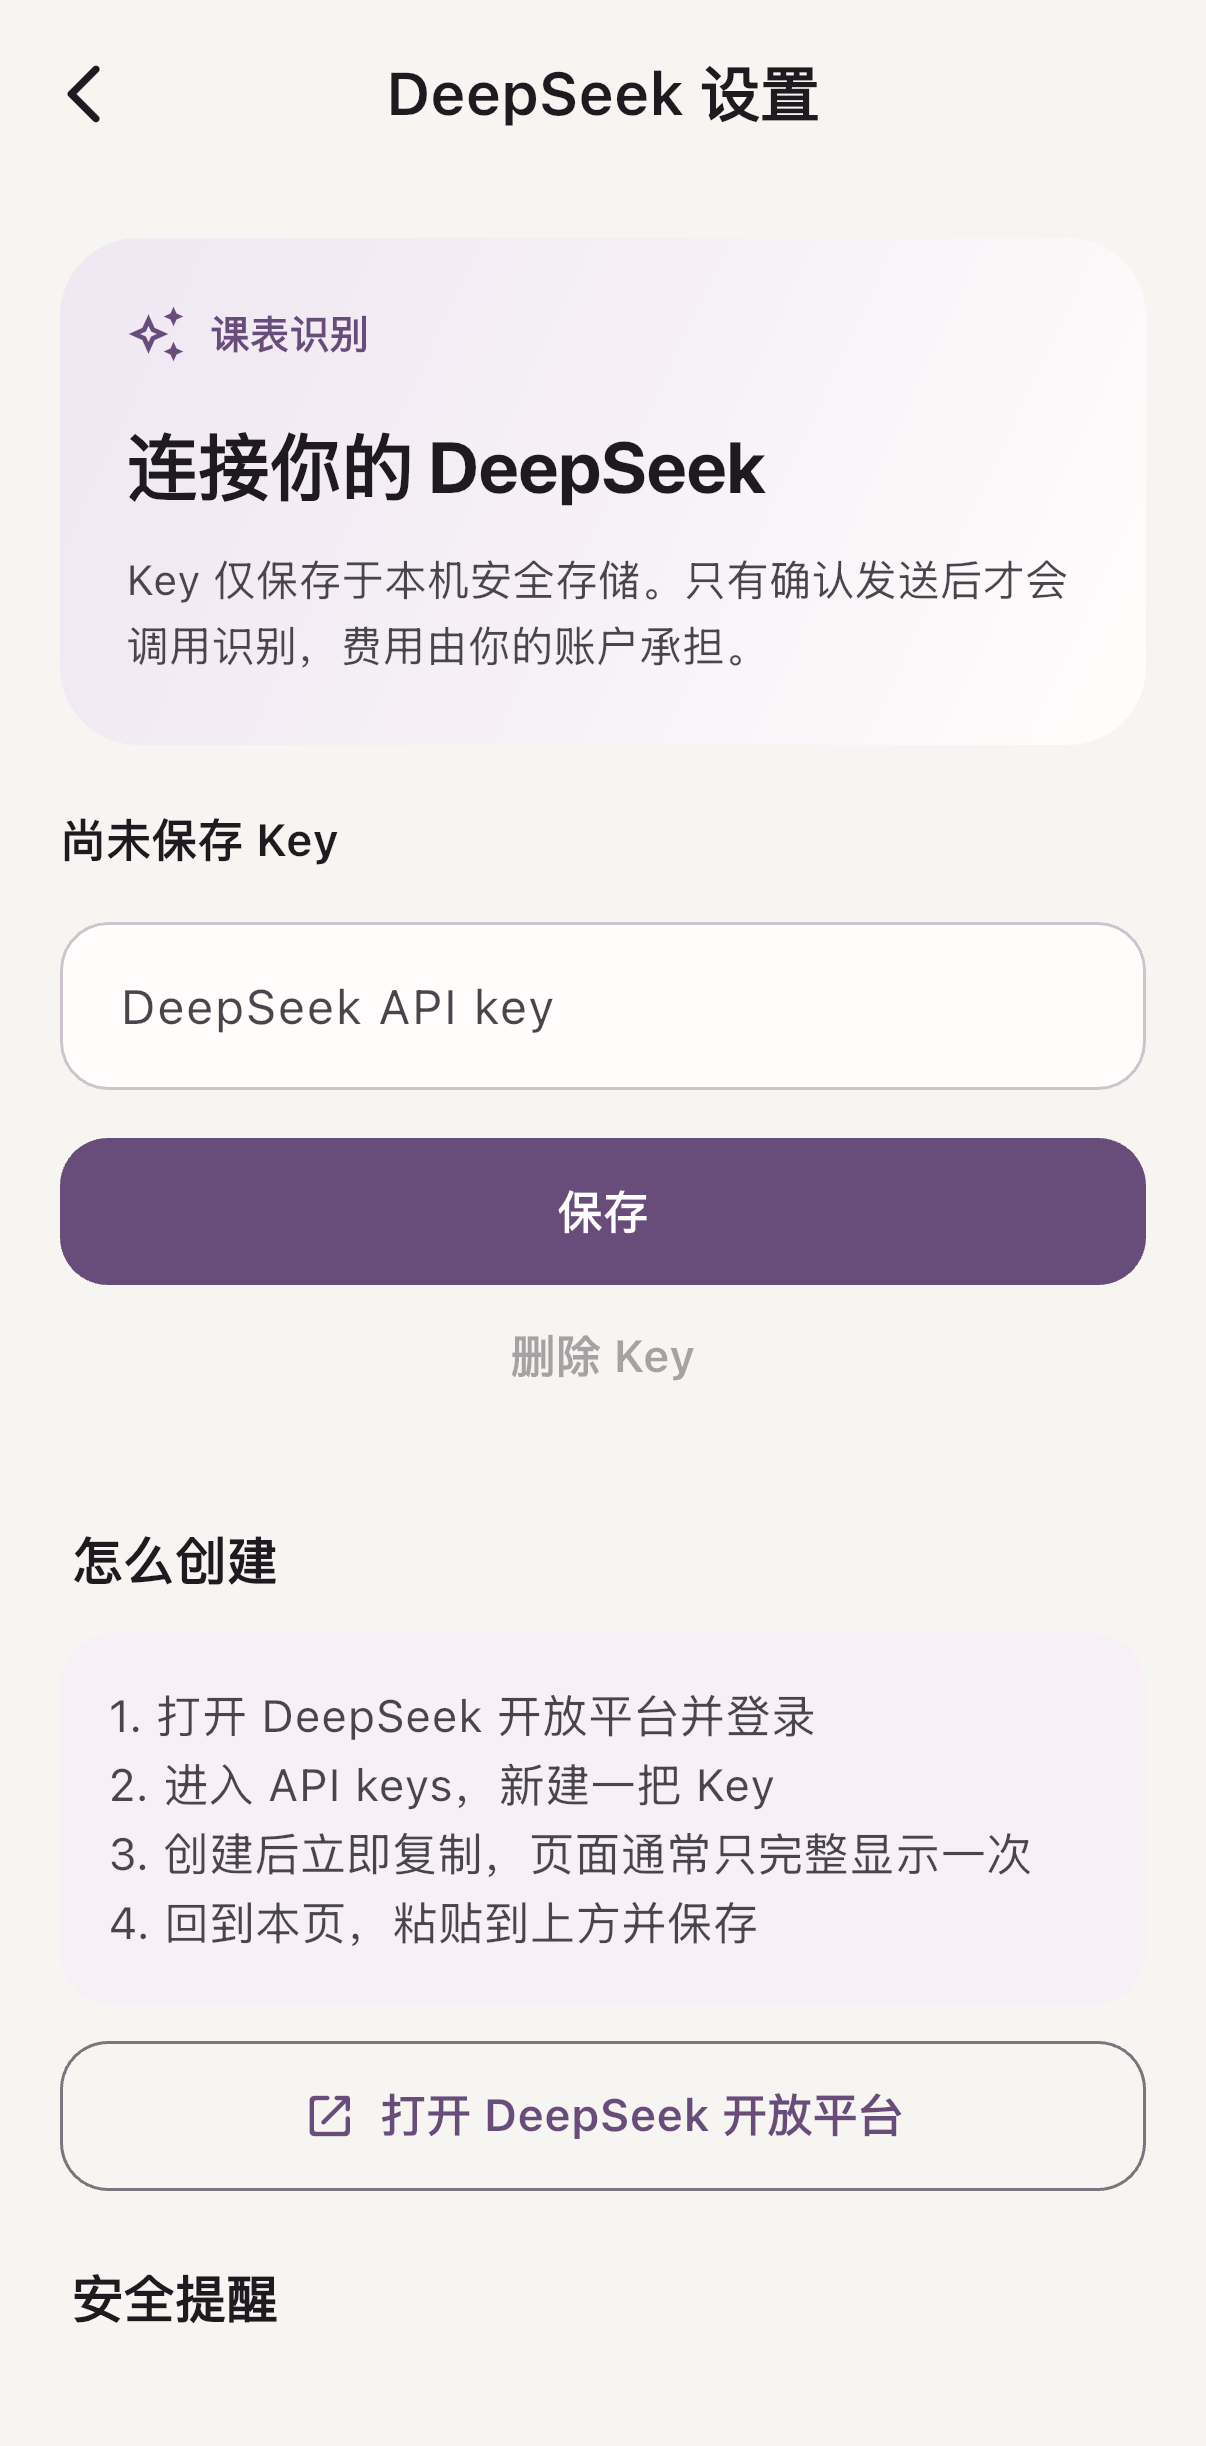 DeepSeek 设置
课表识别
连接你的 DeepSeek
Key 仅保存于本机安全存储。只有确认发送后才会
调用识别，费用由你的账户承担。
尚未保存 Key
DeepSeek API key
保存
删除 Key
怎么创建
1. 打开 DeepSeek 开放平台并登录
2. 进入 API keys，新建一把 Key
3. 创建后立即复制，页面通常只完整显示一次
4. 回到本页，粘贴到上方并保存
打开 DeepSeek 开放平台
安全提醒